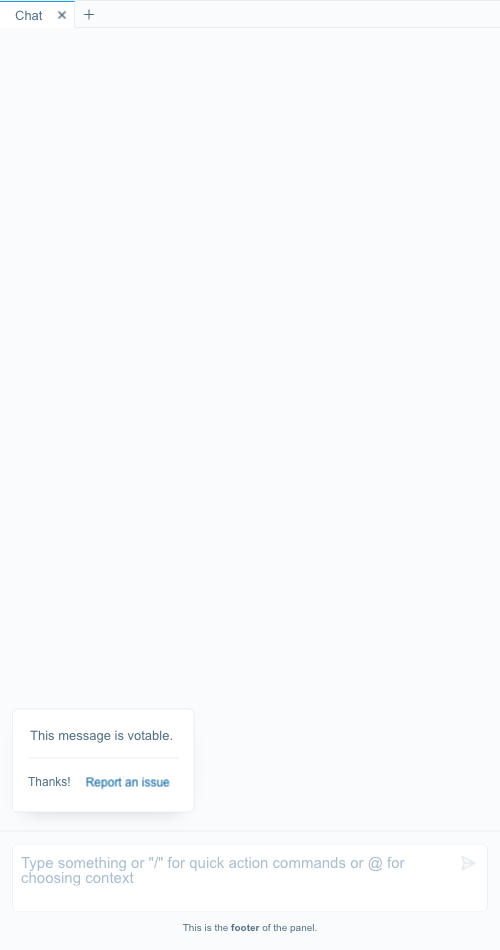 Chat
This message is votable.
Thanks! Report an issue
Type something or "/" for quick action commands or @ for
choosing context
This is the footer of the panel.